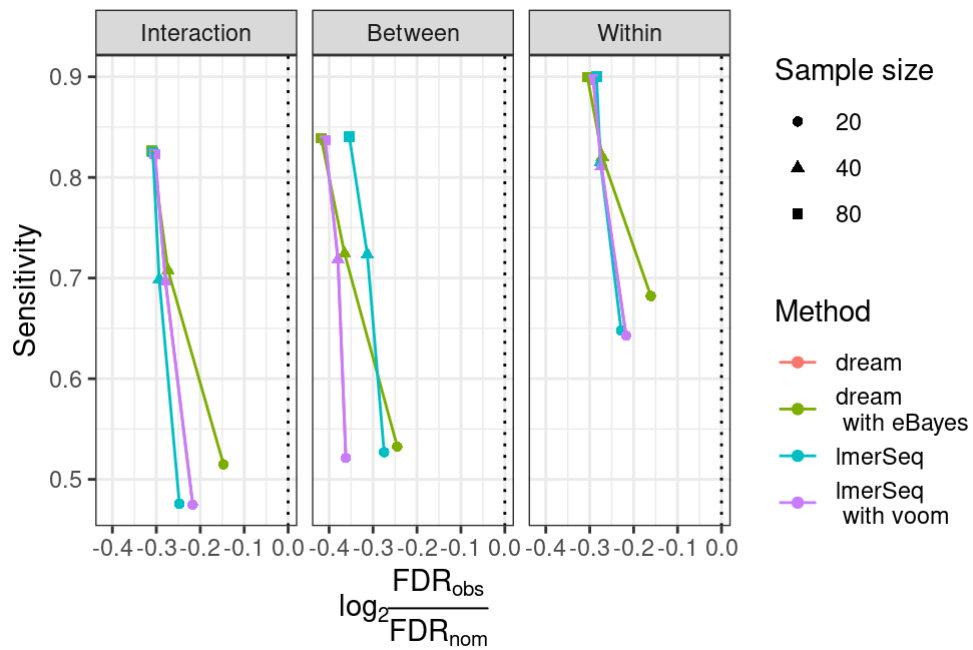 Interaction Between Within
Sensitivity
0.9
0.8
0.7
0.6
0.5
-0.4 -0.3 -0.2 -0.1 0.0 -0.4 -0.3 -0.2 -0.1 0.0 -0.4 -0.3 -0.2 -0.1 0.0
log2 FDRobs
FDRnom
Sample size
20
40
80
Method
dream
dream
with eBayes
lmerSeq
lmerSeq
with voom